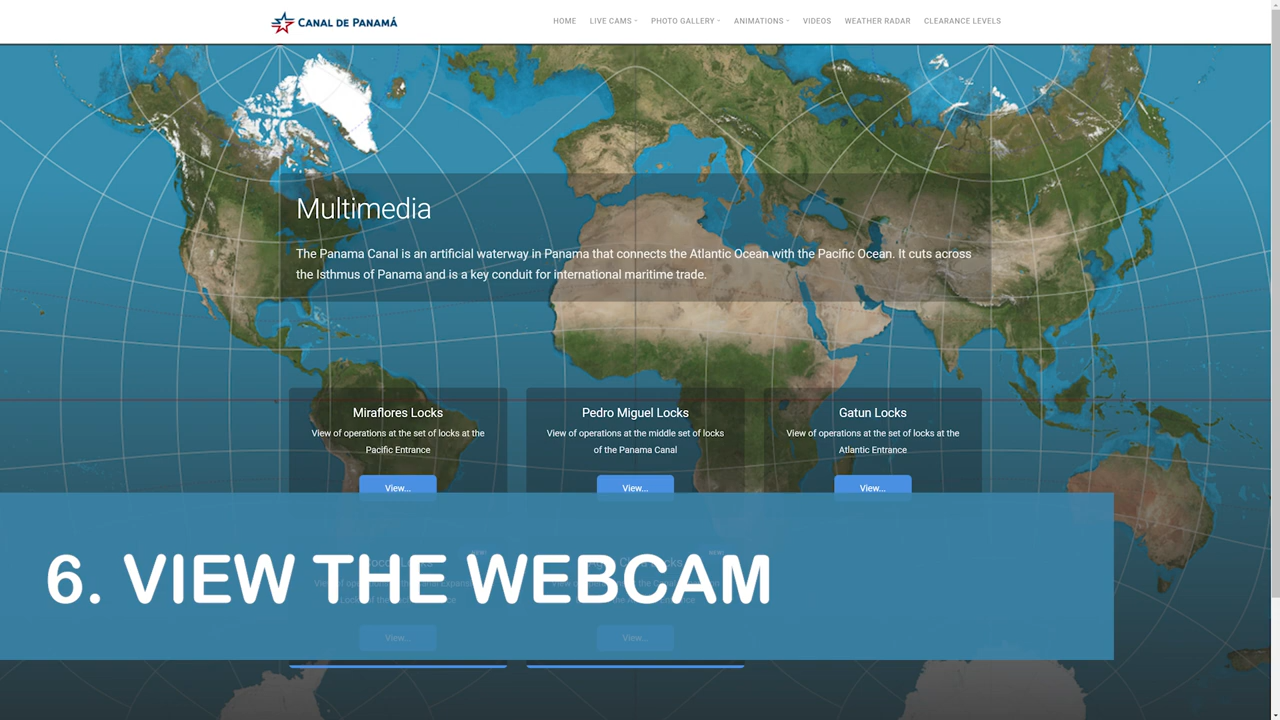 CANAL DE PANAMÁ
HOME LIVE CAMS PHOTO GALLERY ANIMATIONS VIDEOS WEATHER RADAR CLEARANCE LEVELS
Multimedia
The Panama Canal is an artificial waterway in Panama that connects the Atlantic Ocean with the Pacific Ocean. It cuts across
the Isthmus of Panama and is a key conduit for international maritime trade.
Miraflores Locks
View of operations at the set of locks at the
Pacific Entrance
View...
Pedro Miguel Locks
View of operations at the middle set of locks
of the Panama Canal
View...
Gatun Locks
View of operations at the set of locks at the
Atlantic Entrance
View...
6. VIEW THE WEBCAM
View...
View...